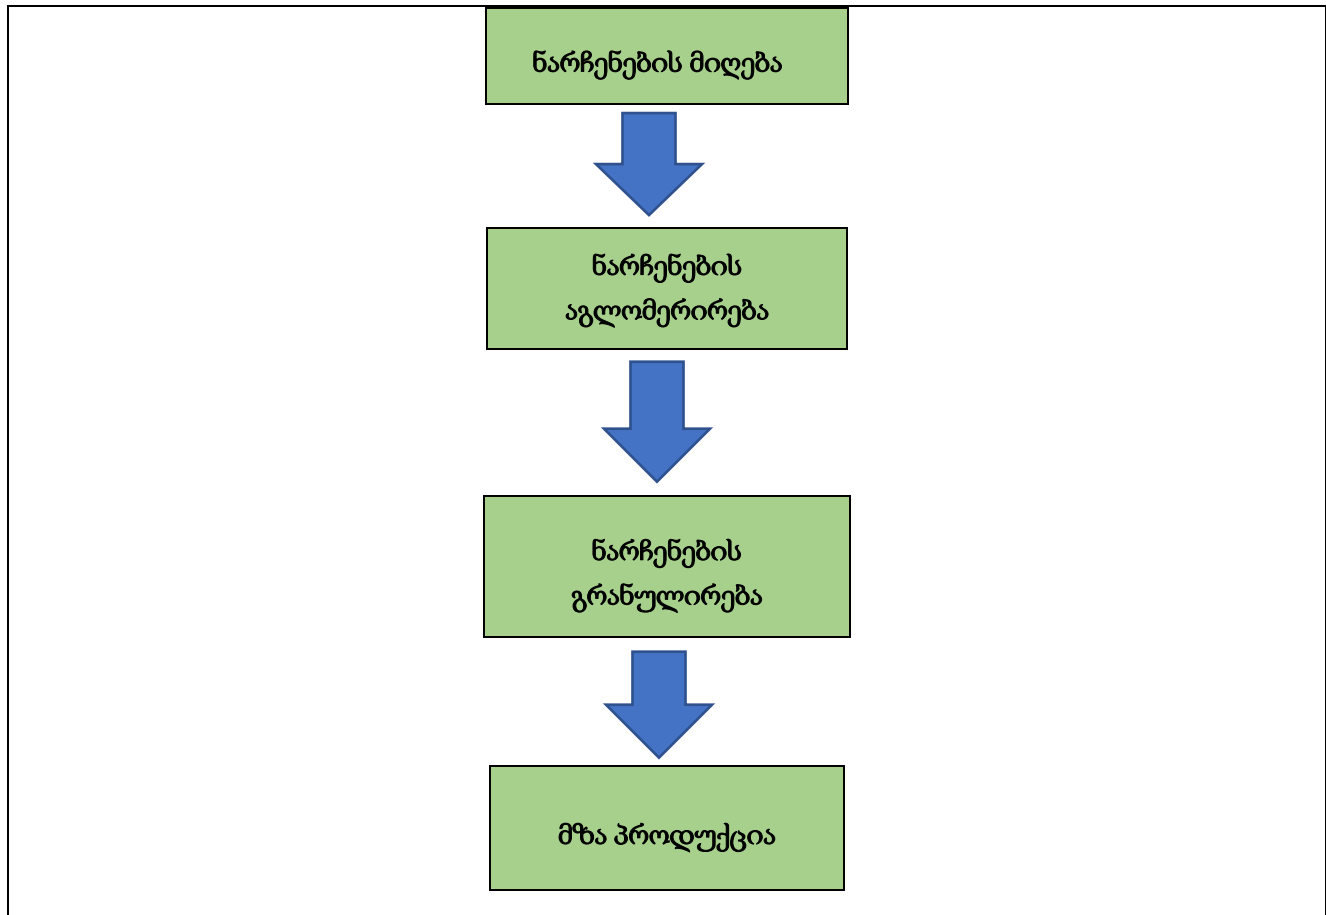 ნარჩენების მიღება
ნარჩენების
აგლომერირება
ნარჩენების
გრანულირება
მზა პროდუქცია